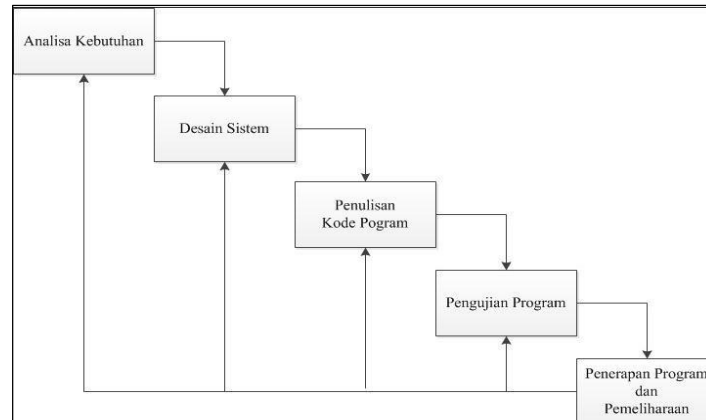 Analisa Kebutuhan
Desain Sistem
Penulisan
Kode Pogram
Pengujian Program
Penerapan Program
dan
Pemeliharaan